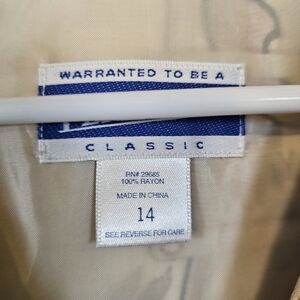 WARRANTED TO BE A
CLASSIC
RN# 29685
100% RAYON
MADE IN CHINA
14
SEE REVERSE FOR CARE